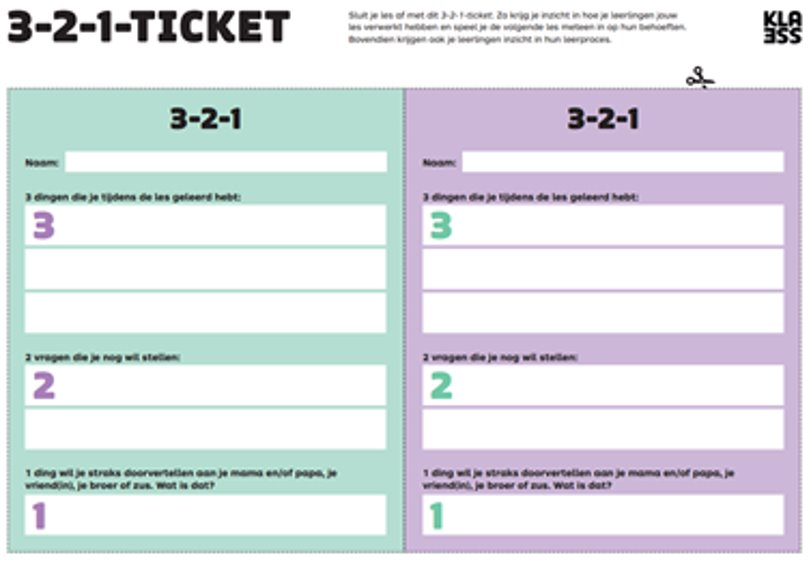 3-2-1-TICKET
Sluit je les af met dit 3-2-1-ticket. Zo krijg je inzicht in hoe je leerlingen jouw
les verwerkt hebben en speel je de volgende les meteen in op hun behoeften.
Bovendien krijgen ook je leerlingen inzicht in hun leerproces.
KLA
SSE
3-2-1
Naam:
3 dingen die je tijdens de les geleerd hebt:
3
2 vragen die je nog wil stellen:
2
1 ding wil je straks doorvertellen aan je mama en/of papa, je
vriend(in), je broer of zus. Wat is dat?
1
3-2-1
Naam:
3 dingen die je tijdens de les geleerd hebt:
3
2 vragen die je nog wil stellen:
2
1 ding wil je straks doorvertellen aan je mama en/of papa, je
vriend(in), je broer of zus. Wat is dat?
1